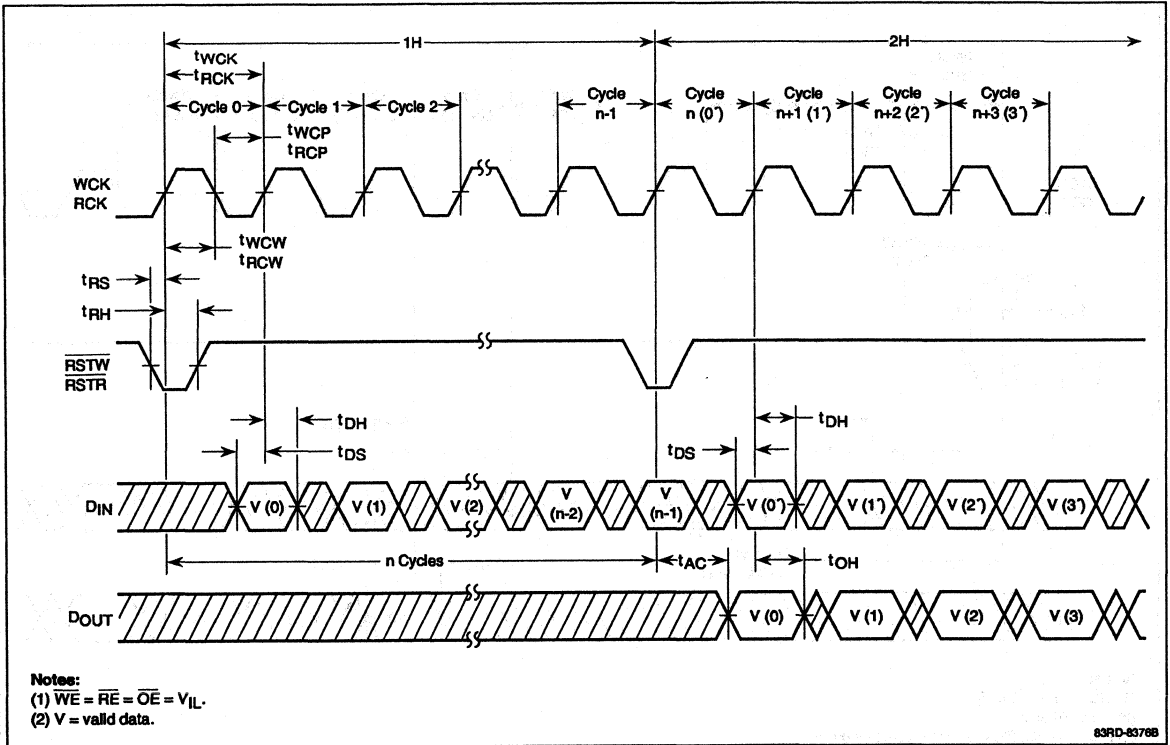 1H
2H
tWCK
tRCK
Cycle 0
Cycle 1
Cycle 2
Cycle
n-1
Cycle
n (0´)
Cycle
n+1 (1´)
Cycle
n+2 (2´)
Cycle
n+3 (3´)
tWCP
tRCP
WCK
RCK
tWCW
tRCW
tRS
tRH
RSTW
RSTR
tDH
tDS
tDH
tDS
DIN
V (0)
V (1)
V (2)
V
(n-2)
V
(n-1)
V (0´)
V (1´)
V (2´)
V (3´)
n Cycles
tAC
tOH
DOUT
V (0)
V (1)
V (2)
V (3)
Notes:
(1) WE = RE = OE = VIL.
(2) V = valid data.
83RD-8376B